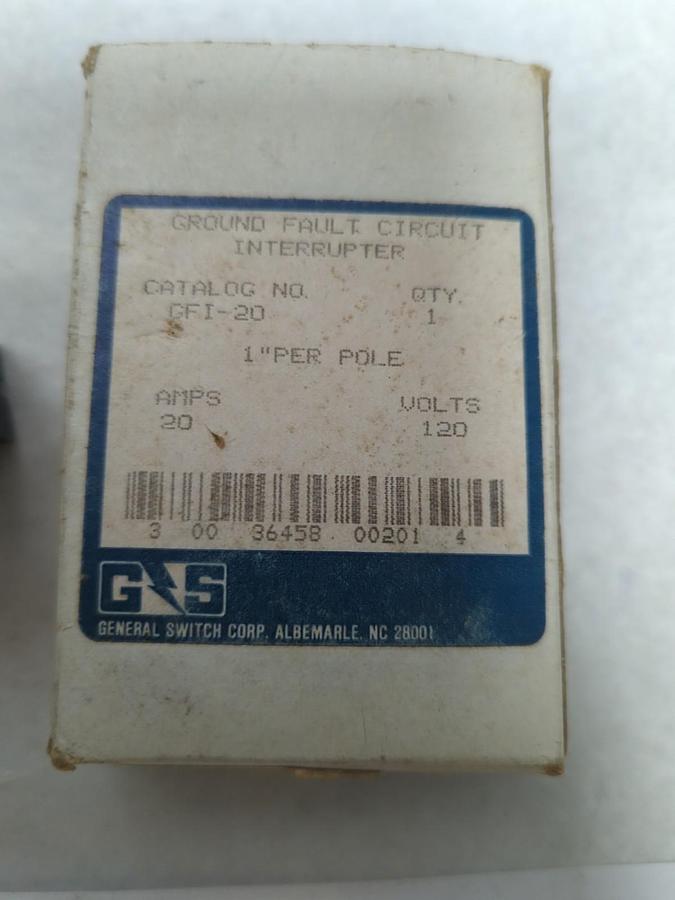 GROUND FAULT CIRCUIT
INTERRUPTER
CATALOG NO. QTY.
GFI-20 1
1"PER POLE
AMPS VOLTS
20 120
3 00 36458 00201 4
GS
GENERAL SWITCH CORP. ALBEMARLE, NC 28001